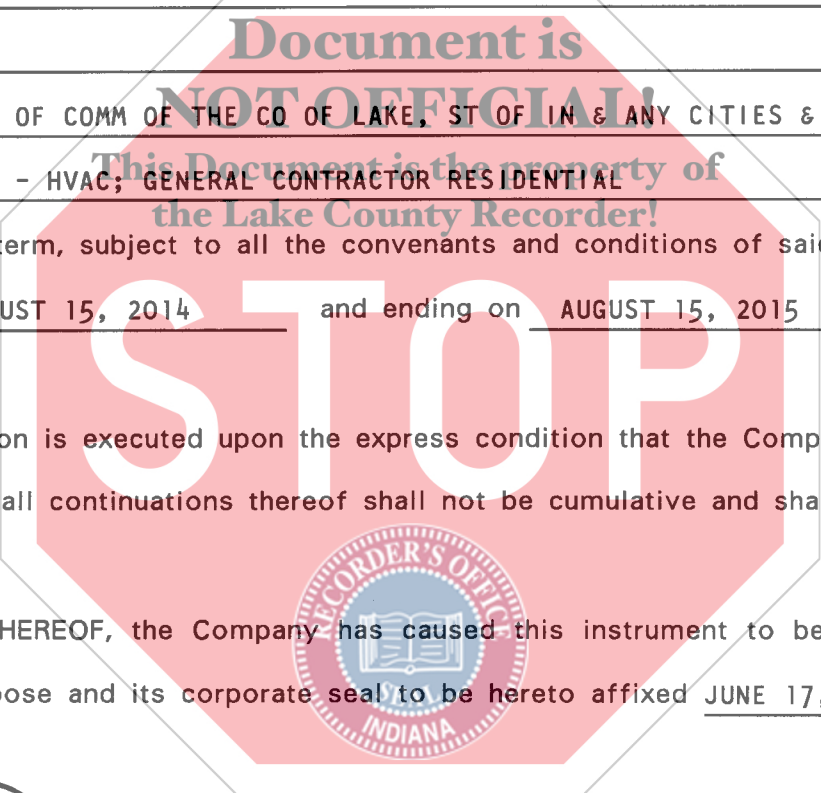 Document is
NOT OFFICIAL!
OF COMM OF THE CO OF LAKE, ST OF IN & ANY CITIES &
This Document is the property of
- HVAC; GENERAL CONTRACTOR RESIDENTIAL
the Lake County Recorder!
term, subject to all the convenants and conditions of said
UST 15, 2014 and ending on AUGUST 15, 2015
STOP
on is executed upon the express condition that the Comp
all continuations thereof shall not be cumulative and sha
RECORDER'S OFFICE
HEREOF, the Company has caused this instrument to be
SEAL
ose and its corporate seal to be hereto affixed JUNE 17,
INDIANA